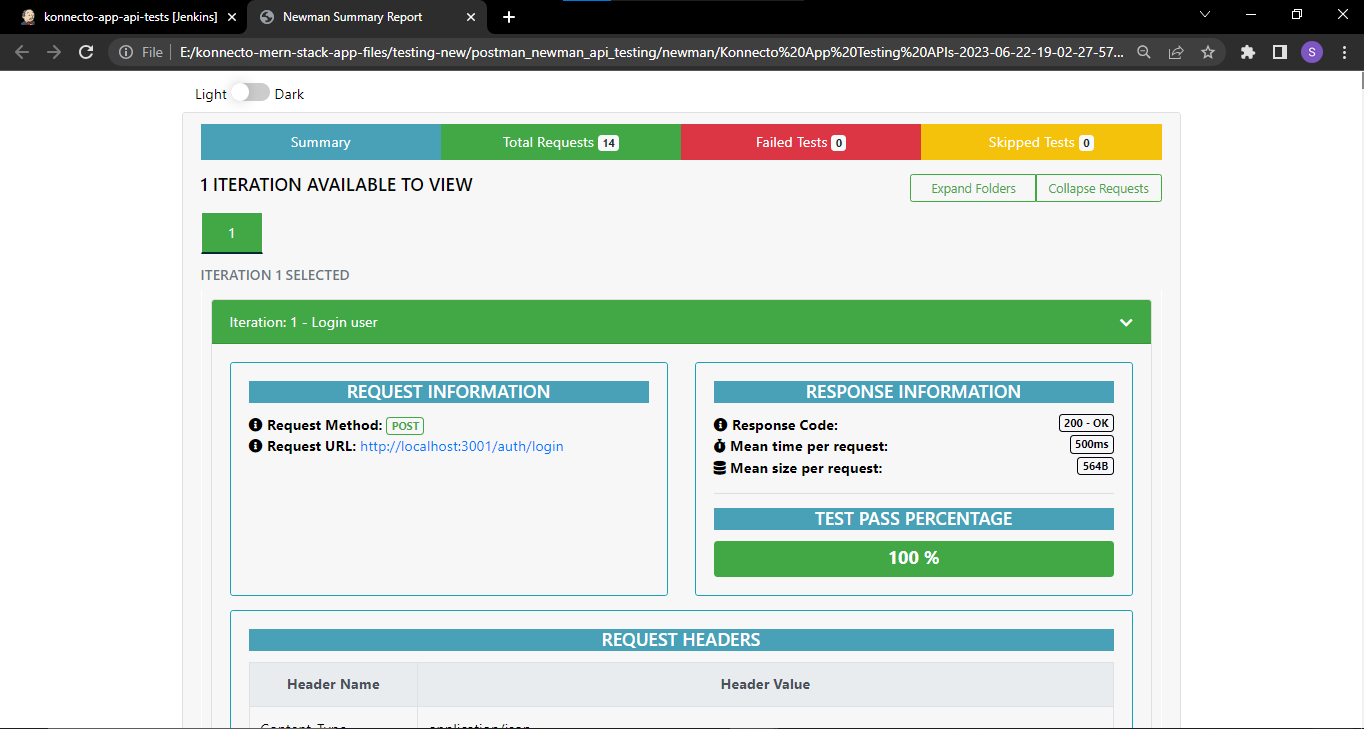 konnecto-app-api-tests [Jenkins]
Newman Summary Report
File
E:/konnecto-mern-stack-app-files/testing-new/postman_newman_api_testing/newman/Konnecto%20App%20Testing%20APIs-2023-06-22-19-02-27-57...
S
Light
Dark
Summary
Total Requests 14
Failed Tests 0
Skipped Tests 0
1 ITERATION AVAILABLE TO VIEW
Expand Folders
Collapse Requests
1
ITERATION 1 SELECTED
Iteration: 1 - Login user
REQUEST INFORMATION
Request Method: POST
Request URL: http://localhost:3001/auth/login
RESPONSE INFORMATION
Response Code: 200 - OK
Mean time per request: 500ms
Mean size per request: 564B
TEST PASS PERCENTAGE
100 %
REQUEST HEADERS
Header Name
Header Value
Content-Type
application/json